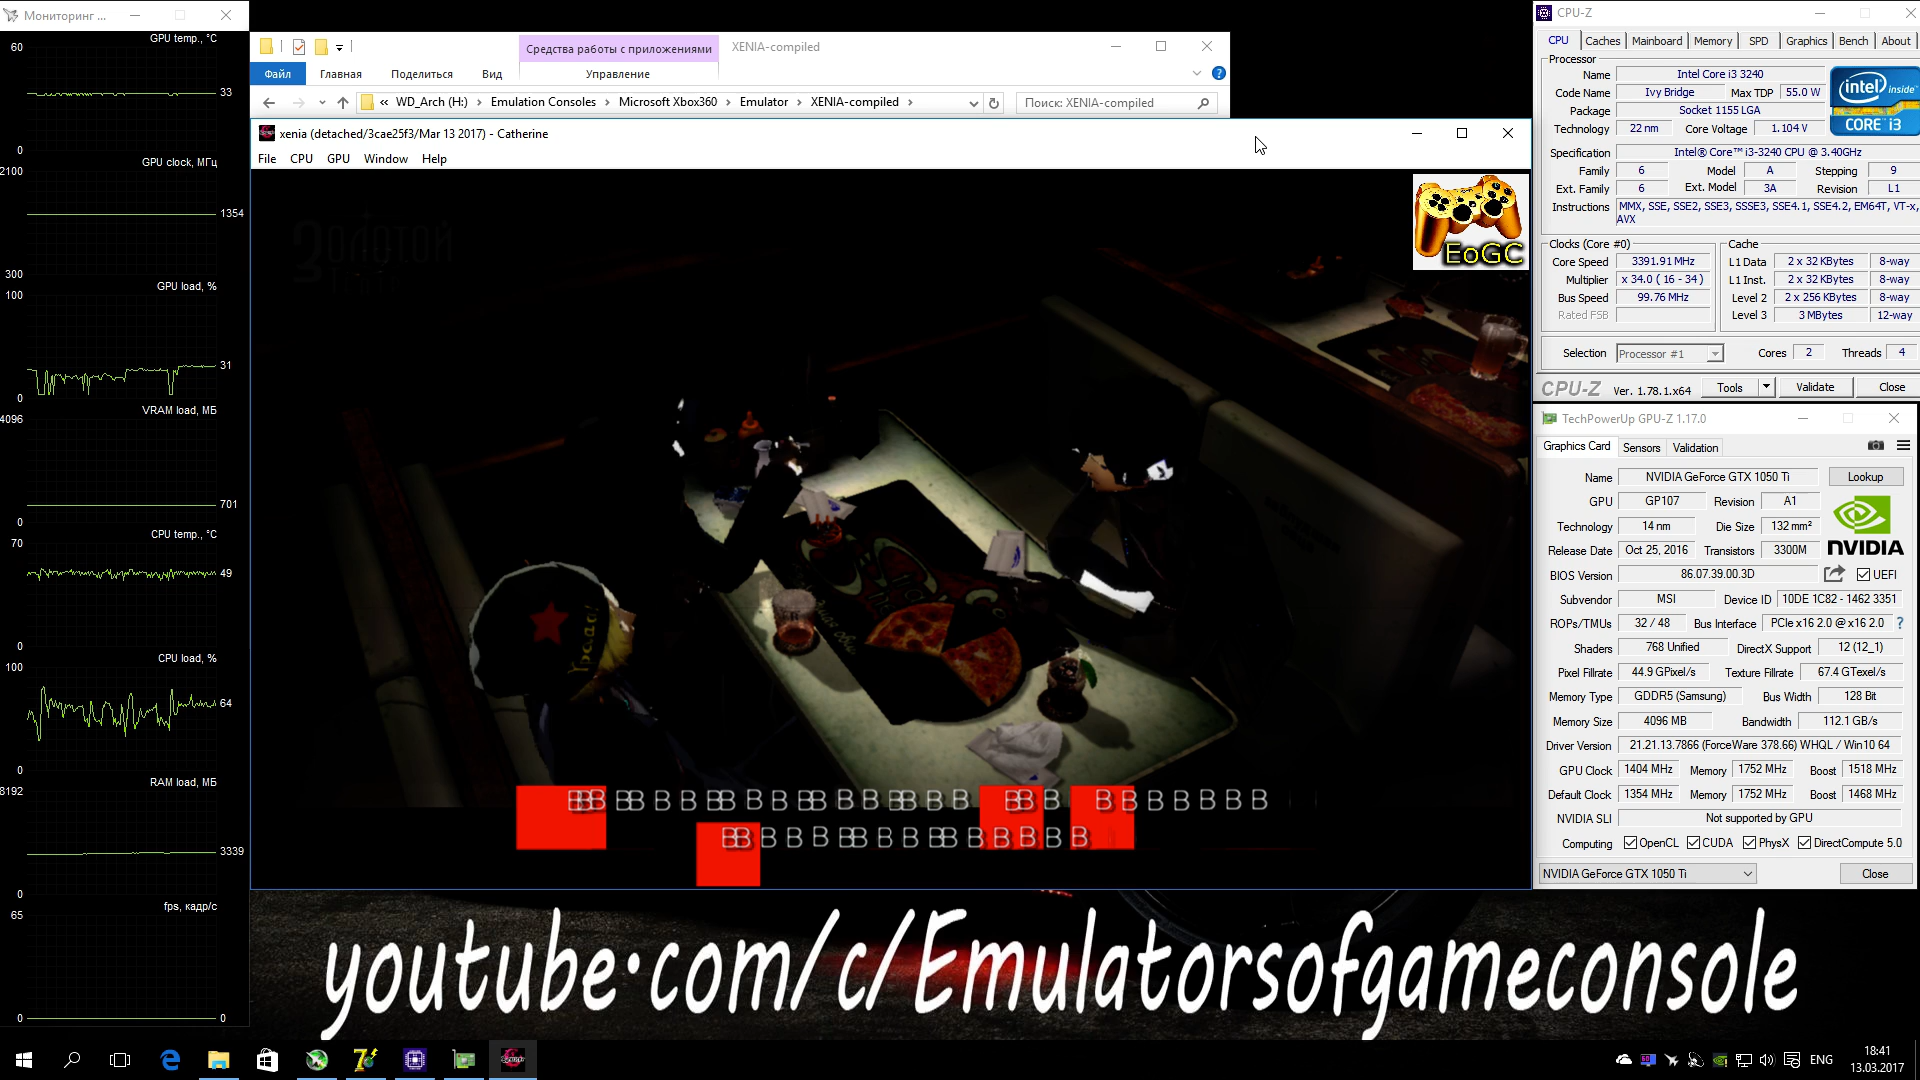 Мониторинг ...
GPU temp., °C
60
33
0
GPU clock, МГц
2100
1354
300
GPU load, %
100
31
0
VRAM load, МБ
4096
701
0
CPU temp., °C
70
49
0
CPU load, %
100
64
0
RAM load, МБ
8192
3339
0
fps, кадр/с
65
0
0
Средства работы с приложениями
XENIA-compiled
Файл
Главная
Поделиться
Вид
Управление
« WD_Arch (H:) › Emulation Consoles › Microsoft Xbox360 › Emulator › XENIA-compiled ›
Поиск: XENIA-compiled
xenia (detached/3cae25f3/Mar 13 2017) - Catherine
File CPU GPU Window Help
Золотой
EoGC
Ураа!
BB BB B B BB B B BB B B BB B B BB B B B B B B B B
BB B B B BB B B BB B B B B B
youtube.com/c/Emulatorsofgameconsole
CPU-Z
CPU Caches Mainboard Memory SPD Graphics Bench About
Processor
Name Intel Core i3 3240
Code Name Ivy Bridge Max TDP 55.0 W
Package Socket 1155 LGA
Technology 22 nm Core Voltage 1.104 V
intel inside™
CORE i3
Specification Intel® Core™ i3-3240 CPU @ 3.40GHz
Family 6 Model A Stepping 9
Ext. Family 6 Ext. Model 3A Revision L1
Instructions MMX, SSE, SSE2, SSE3, SSSE3, SSE4.1, SSE4.2, EM64T, VT-x,
AVX
Clocks (Core #0)
Core Speed 3391.91 MHz
Multiplier x 34.0 ( 16 - 34 )
Bus Speed 99.76 MHz
Rated FSB
Cache
L1 Data 2 x 32 KBytes 8-way
L1 Inst. 2 x 32 KBytes 8-way
Level 2 2 x 256 KBytes 8-way
Level 3 3 MBytes 12-way
Selection Processor #1 Cores 2 Threads 4
CPU-Z Ver. 1.78.1.x64 Tools Validate Close
TechPowerUp GPU-Z 1.17.0
Graphics Card Sensors Validation
Name NVIDIA GeForce GTX 1050 Ti Lookup
GPU GP107 Revision A1
Technology 14 nm Die Size 132 mm²
Release Date Oct 25, 2016 Transistors 3300M
NVIDIA
BIOS Version 86.07.39.00.3D UEFI
Subvendor MSI Device ID 10DE 1C82 - 1462 3351
ROPs/TMUs 32 / 48 Bus Interface PCIe x16 2.0 @ x16 2.0 ?
Shaders 768 Unified DirectX Support 12 (12_1)
Pixel Fillrate 44.9 GPixel/s Texture Fillrate 67.4 GTexel/s
Memory Type GDDR5 (Samsung) Bus Width 128 Bit
Memory Size 4096 MB Bandwidth 112.1 GB/s
Driver Version 21.21.13.7866 (ForceWare 378.66) WHQL / Win10 64
GPU Clock 1404 MHz Memory 1752 MHz Boost 1518 MHz
Default Clock 1354 MHz Memory 1752 MHz Boost 1468 MHz
NVIDIA SLI Not supported by GPU
Computing OpenCL CUDA PhysX DirectCompute 5.0
NVIDIA GeForce GTX 1050 Ti Close
ENG
18:41
13.03.2017